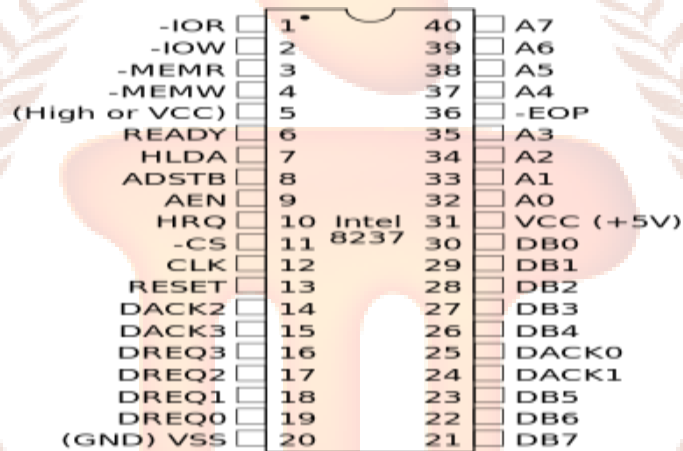 -IOR 1 40 A7
-IOW 2 39 A6
-MEMR 3 38 A5
-MEMW 4 37 A4
(High or VCC) 5 36 -EOP
READY 6 35 A3
HLDA 7 34 A2
ADSTB 8 33 A1
AEN 9 32 A0
HRQ 10 Intel 31 VCC (+5V)
-CS 11 8237 30 DB0
CLK 12 29 DB1
RESET 13 28 DB2
DACK2 14 27 DB3
DACK3 15 26 DB4
DREQ3 16 25 DACK0
DREQ2 17 24 DACK1
DREQ1 18 23 DB5
DREQ0 19 22 DB6
(GND) VSS 20 21 DB7